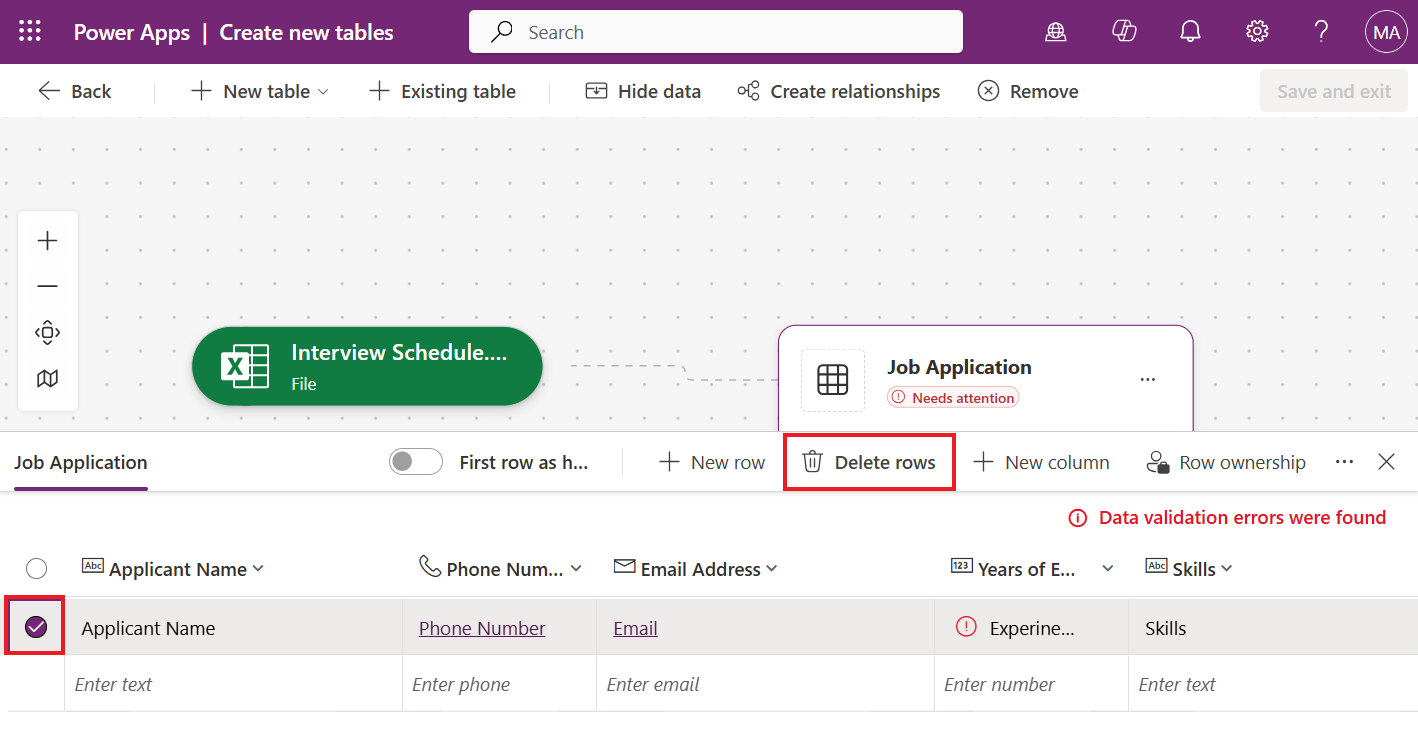 Power Apps | Create new tables Search MA
Back New table Existing table Hide data Create relationships Remove Save and exit
X Interview Schedule....
File
Job Application ...
Needs attention
Job Application First row as h... New row Delete rows New column Row ownership ...
Data validation errors were found
Abc Applicant Name Phone Num... Email Address 123 Years of E... Abc Skills
Applicant Name Phone Number Email Experine... Skills
Enter text Enter phone Enter email Enter number Enter text